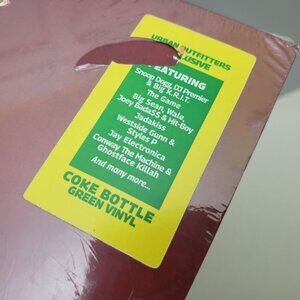 URBAN OUTFITTERS
EXCLUSIVE
FEATURING
Snoop Dogg, DJ Premier
& Big K.R.I.T.
The Game
Big Sean, Wale,
Joey Bada$$ & Hit-Boy
Jadakiss
Westside Gunn &
Styles P
Jay Electronica
Conway The Machine &
Ghostface Killah
And many more...
COKE BOTTLE
GREEN VINYL